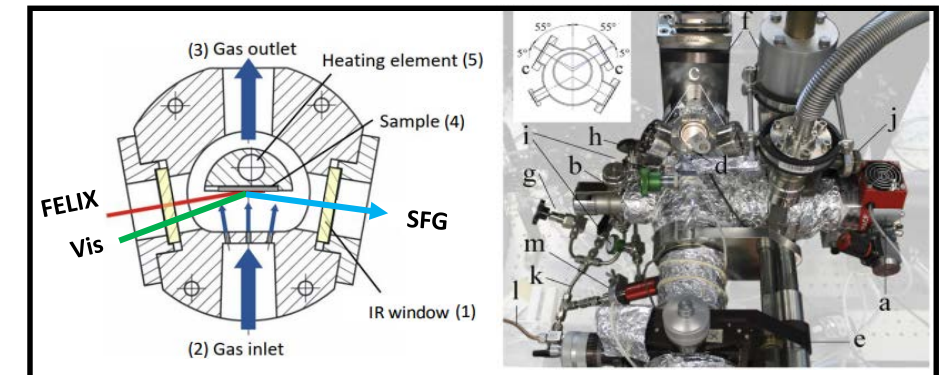 (3) Gas outlet
Heating element (5)
Sample (4)
FELIX
Vis
SFG
IR window (1)
(2) Gas inlet
55° 55°
5° 5°
c c
f
c
j
i
h
b
d
g
m
k
l
a
e